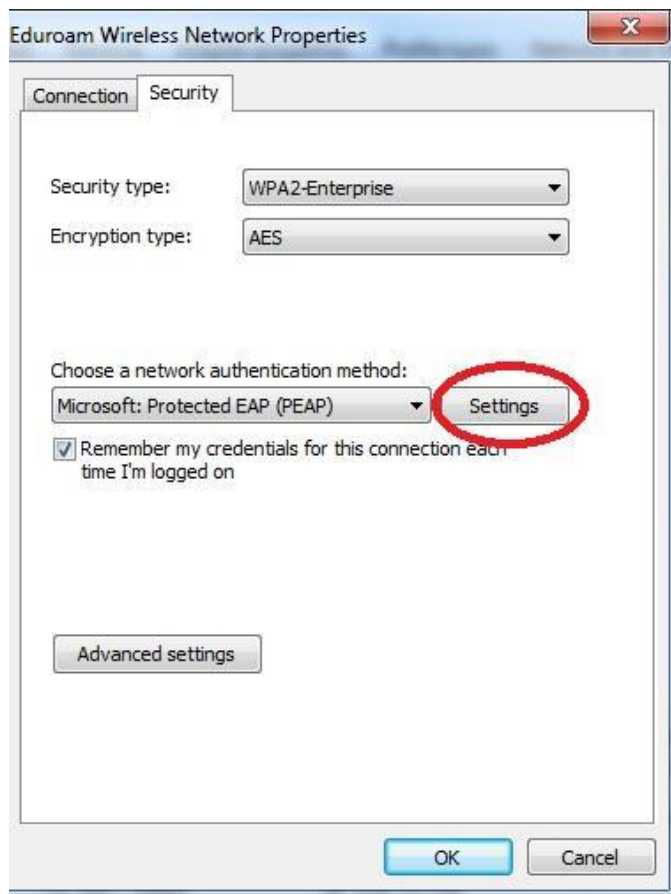 Eduroam Wireless Network Properties
Connection
Security
Security type:
WPA2-Enterprise
Encryption type:
AES
Choose a network authentication method:
Microsoft: Protected EAP (PEAP)
Settings
Remember my credentials for this connection each
time I'm logged on
Advanced settings
OK
Cancel